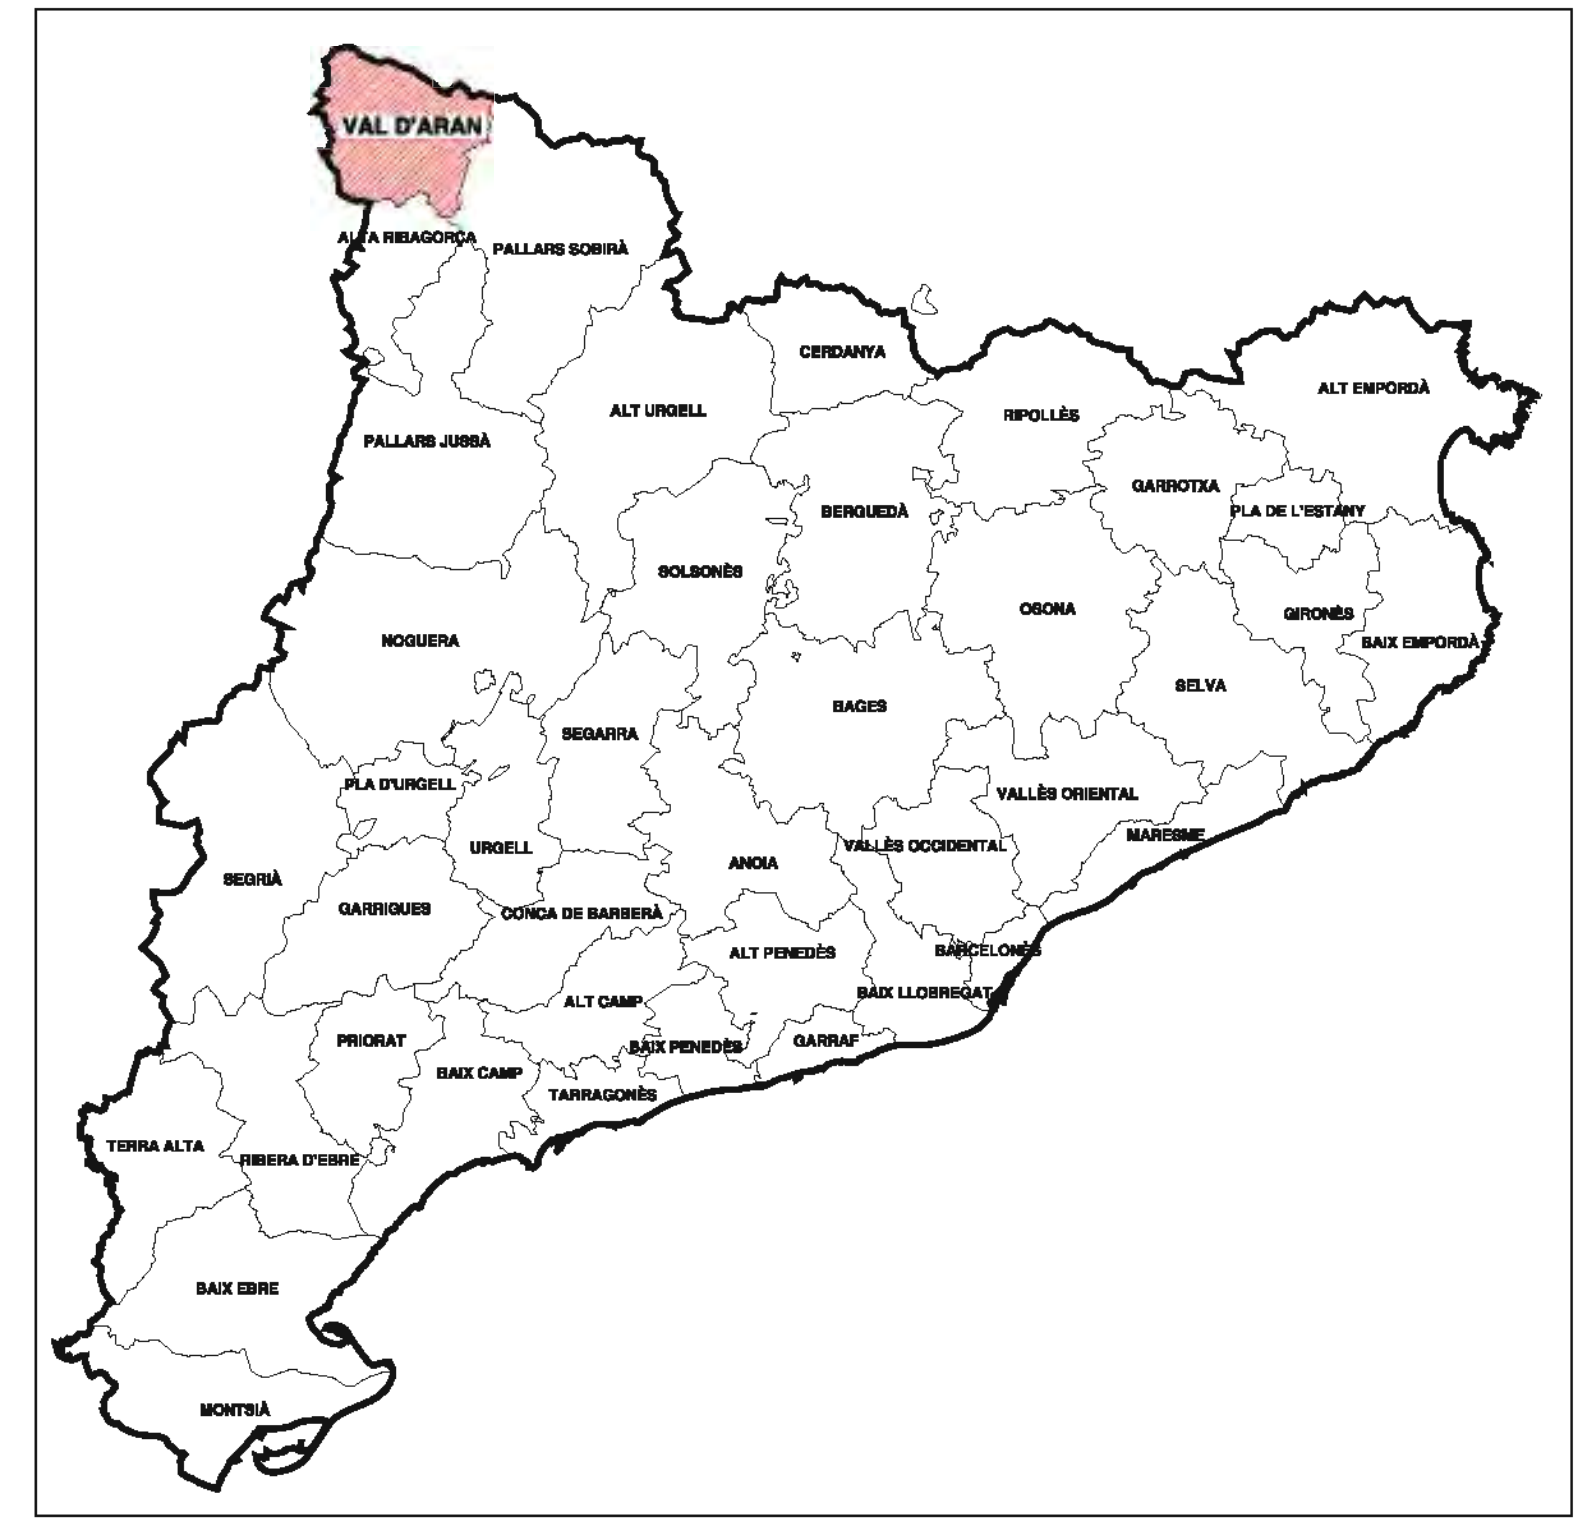 VAL D'ARAN
ALTA RIBAGORÇA
PALLARS SOBIRÀ
CERDANYA
ALT EMPORDÀ
ALT URGELL
RIPOLLÈS
PALLARS JUSSÀ
GARROTXA
PLA DE L'ESTANY
BERGUEDÀ
SOLSONÈS
OSONA
GIRONÈS
NOGUERA
BAIX EMPORDÀ
SELVA
BAGES
SEGARRA
PLA D'URGELL
VALLÈS ORIENTAL
MARESME
URGELL
VALLÈS OCCIDENTAL
ANOIA
SEGRIÀ
GARRIGUES
CONCA DE BARBERÀ
ALT PENEDÈS
BARCELONÈS
BAIX LLOBREGAT
ALT CAMP
PRIORAT
BAIX PENEDÈS
GARRAF
BAIX CAMP
TARRAGONÈS
TERRA ALTA
RIBERA D'EBRE
BAIX EBRE
MONTSIÀ